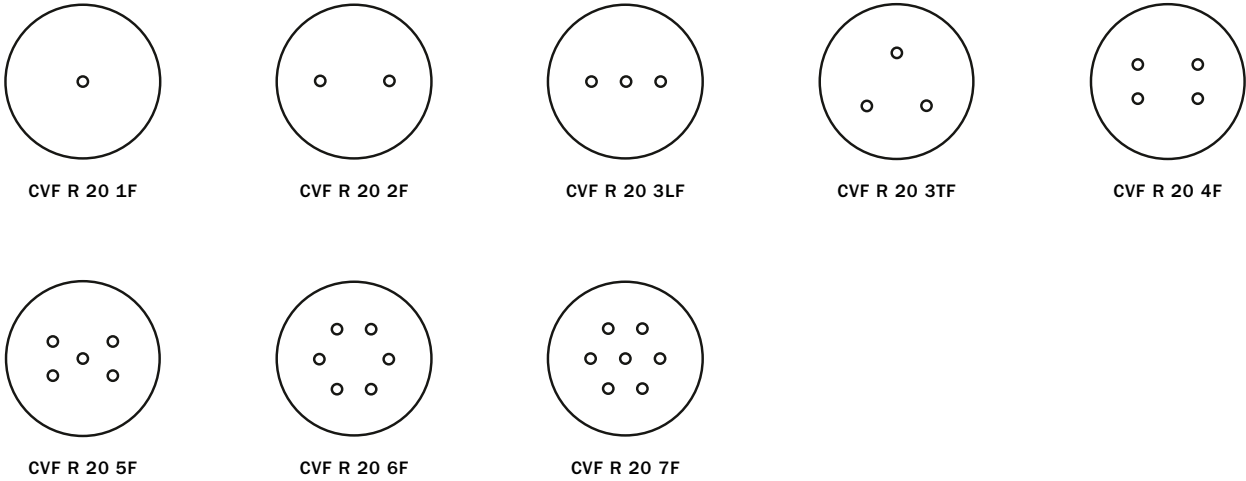 CVF R 20 1F
CVF R 20 2F
CVF R 20 3LF
CVF R 20 3TF
CVF R 20 4F
CVF R 20 5F
CVF R 20 6F
CVF R 20 7F